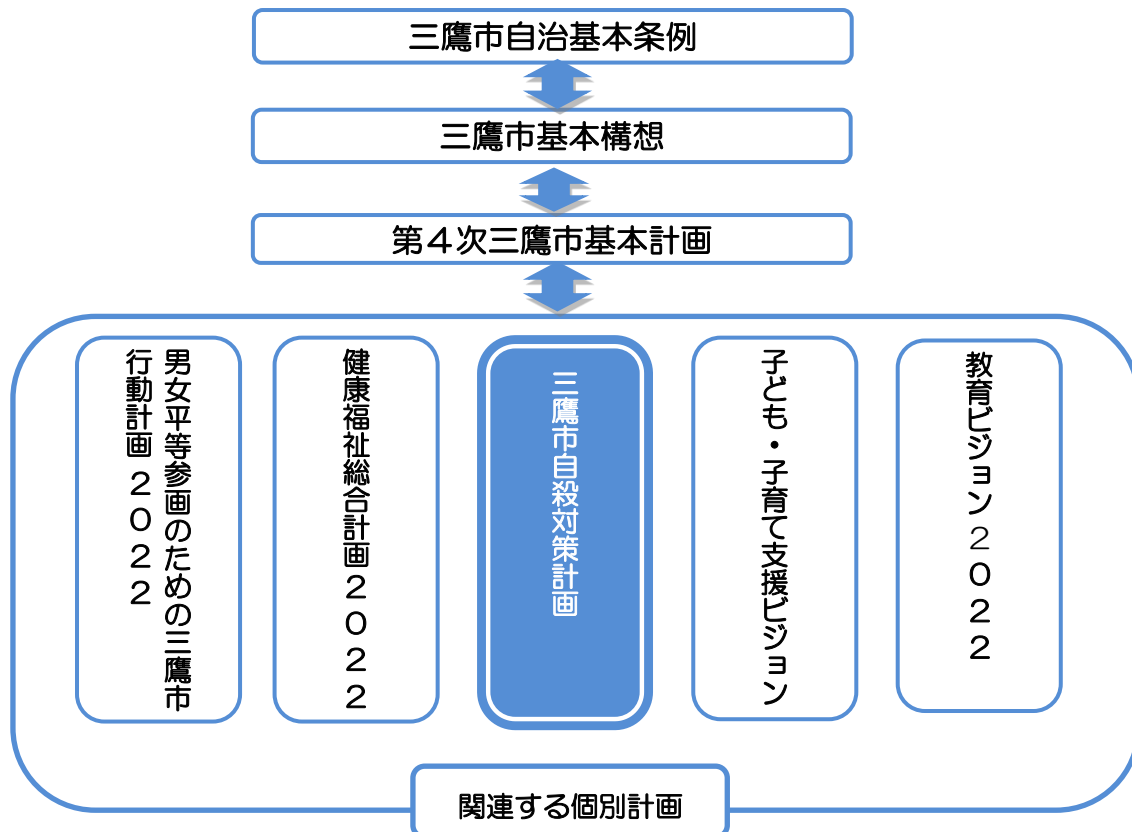 三鷹市自治基本条例
三鷹市基本構想
第４次三鷹市基本計画
男女平等参画のための三鷹市
行動計画２０２２
健康福祉総合計画２０２２
三鷹市自殺対策計画
子ども・子育て支援ビジョン
教育ビジョン２０２２
関連する個別計画